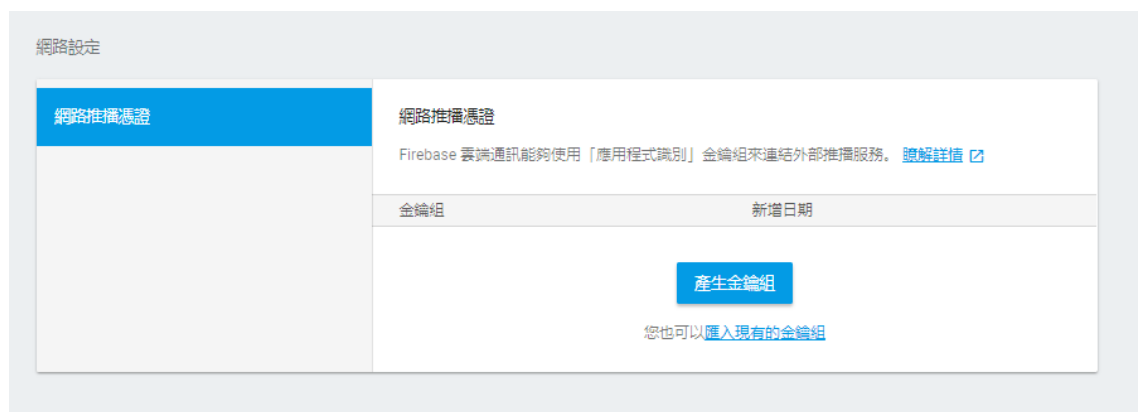 網路設定
網路推播憑證
網路推播憑證
Firebase 雲端通訊能夠使用「應用程式識別」金鑰組來連結外部推播服務。 瞭解詳情
金鑰組 新增日期
產生金鑰組
您也可以匯入現有的金鑰組